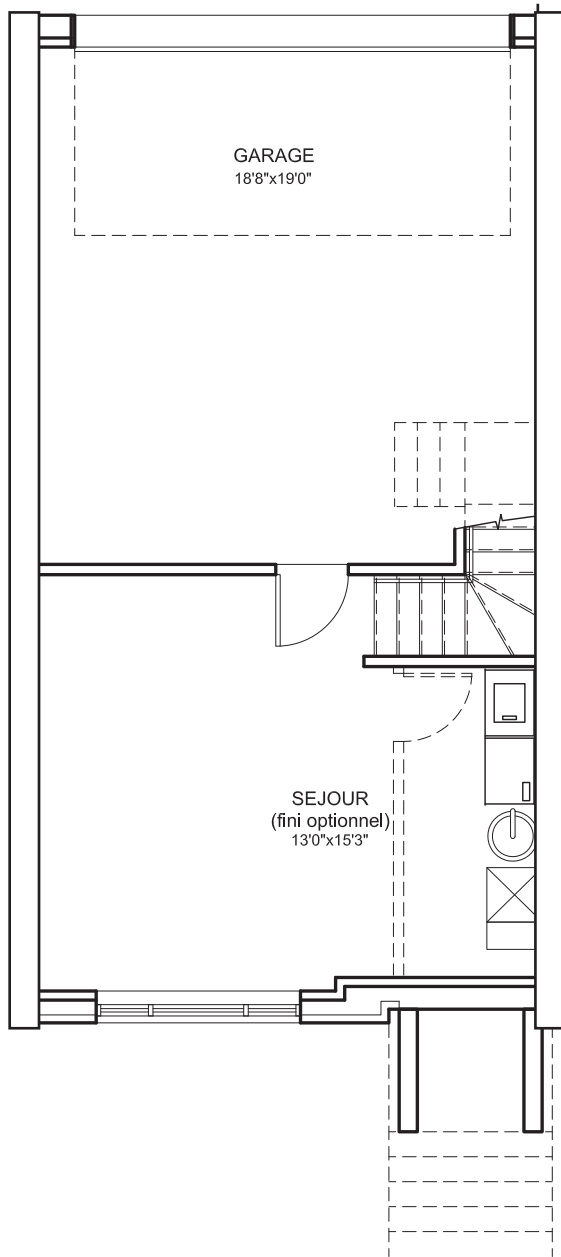 GARAGE
18'8"x19'0"
SEJOUR
(fini optionnel)
13'0"x15'3"